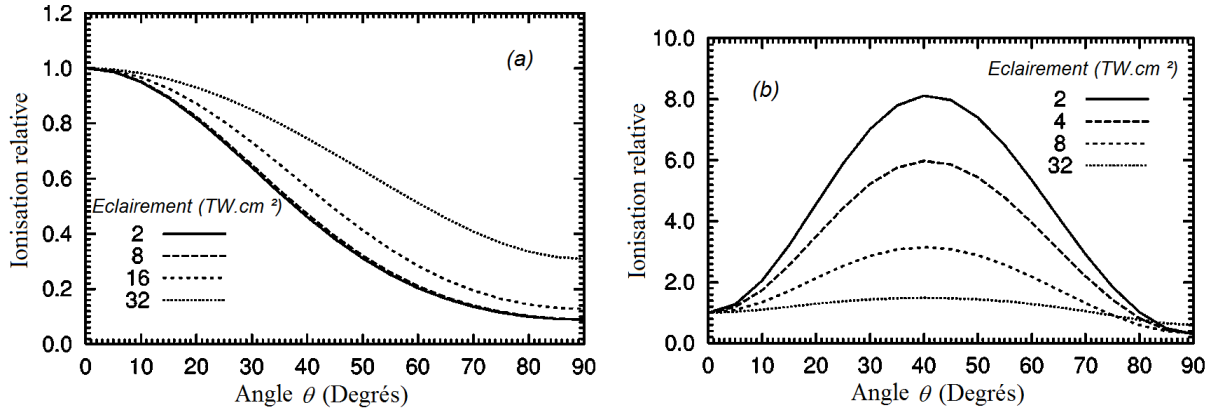 1.2
1.0
0.8
0.6
0.4
0.2
0.0
Ionisation relative
(a)
Eclairement (TW.cm ²)
2
8
16
32
0 10 20 30 40 50 60 70 80 90
Angle θ (Degrés)
10.0
8.0
6.0
4.0
2.0
0.0
Ionisation relative
(b)
Eclairement (TW.cm ²)
2
4
8
32
0 10 20 30 40 50 60 70 80 90
Angle θ (Degrés)